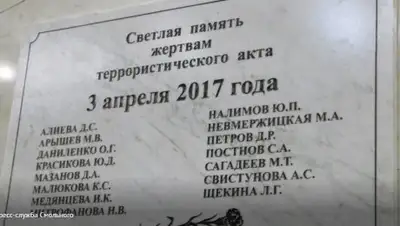 Светлая память
жертвам
террористического акта
3 апреля 2017 года
АЛИЕВА Д.С.
АРЫШЕВ М.В.
ДАНИЛЕНКО О.Г.
КРАСИКОВА Ю.Д.
МАЗАНОВ Д.А.
МАЛЮКОВА К.С.
МЕДЯНЦЕВА И.К.
МИТРОФАНОВА Н.В.
НАЛИМОВ Ю.П.
НЕВМЕРЖИЦКАЯ М.А.
ПЕТРОВ Д.Р.
ПОСТНОВ С.А.
САГАДЕЕВ М.Т.
СВИСТУНОВА А.С.
ЩЕКИНА Л.Г.
ресс-служба Смольного